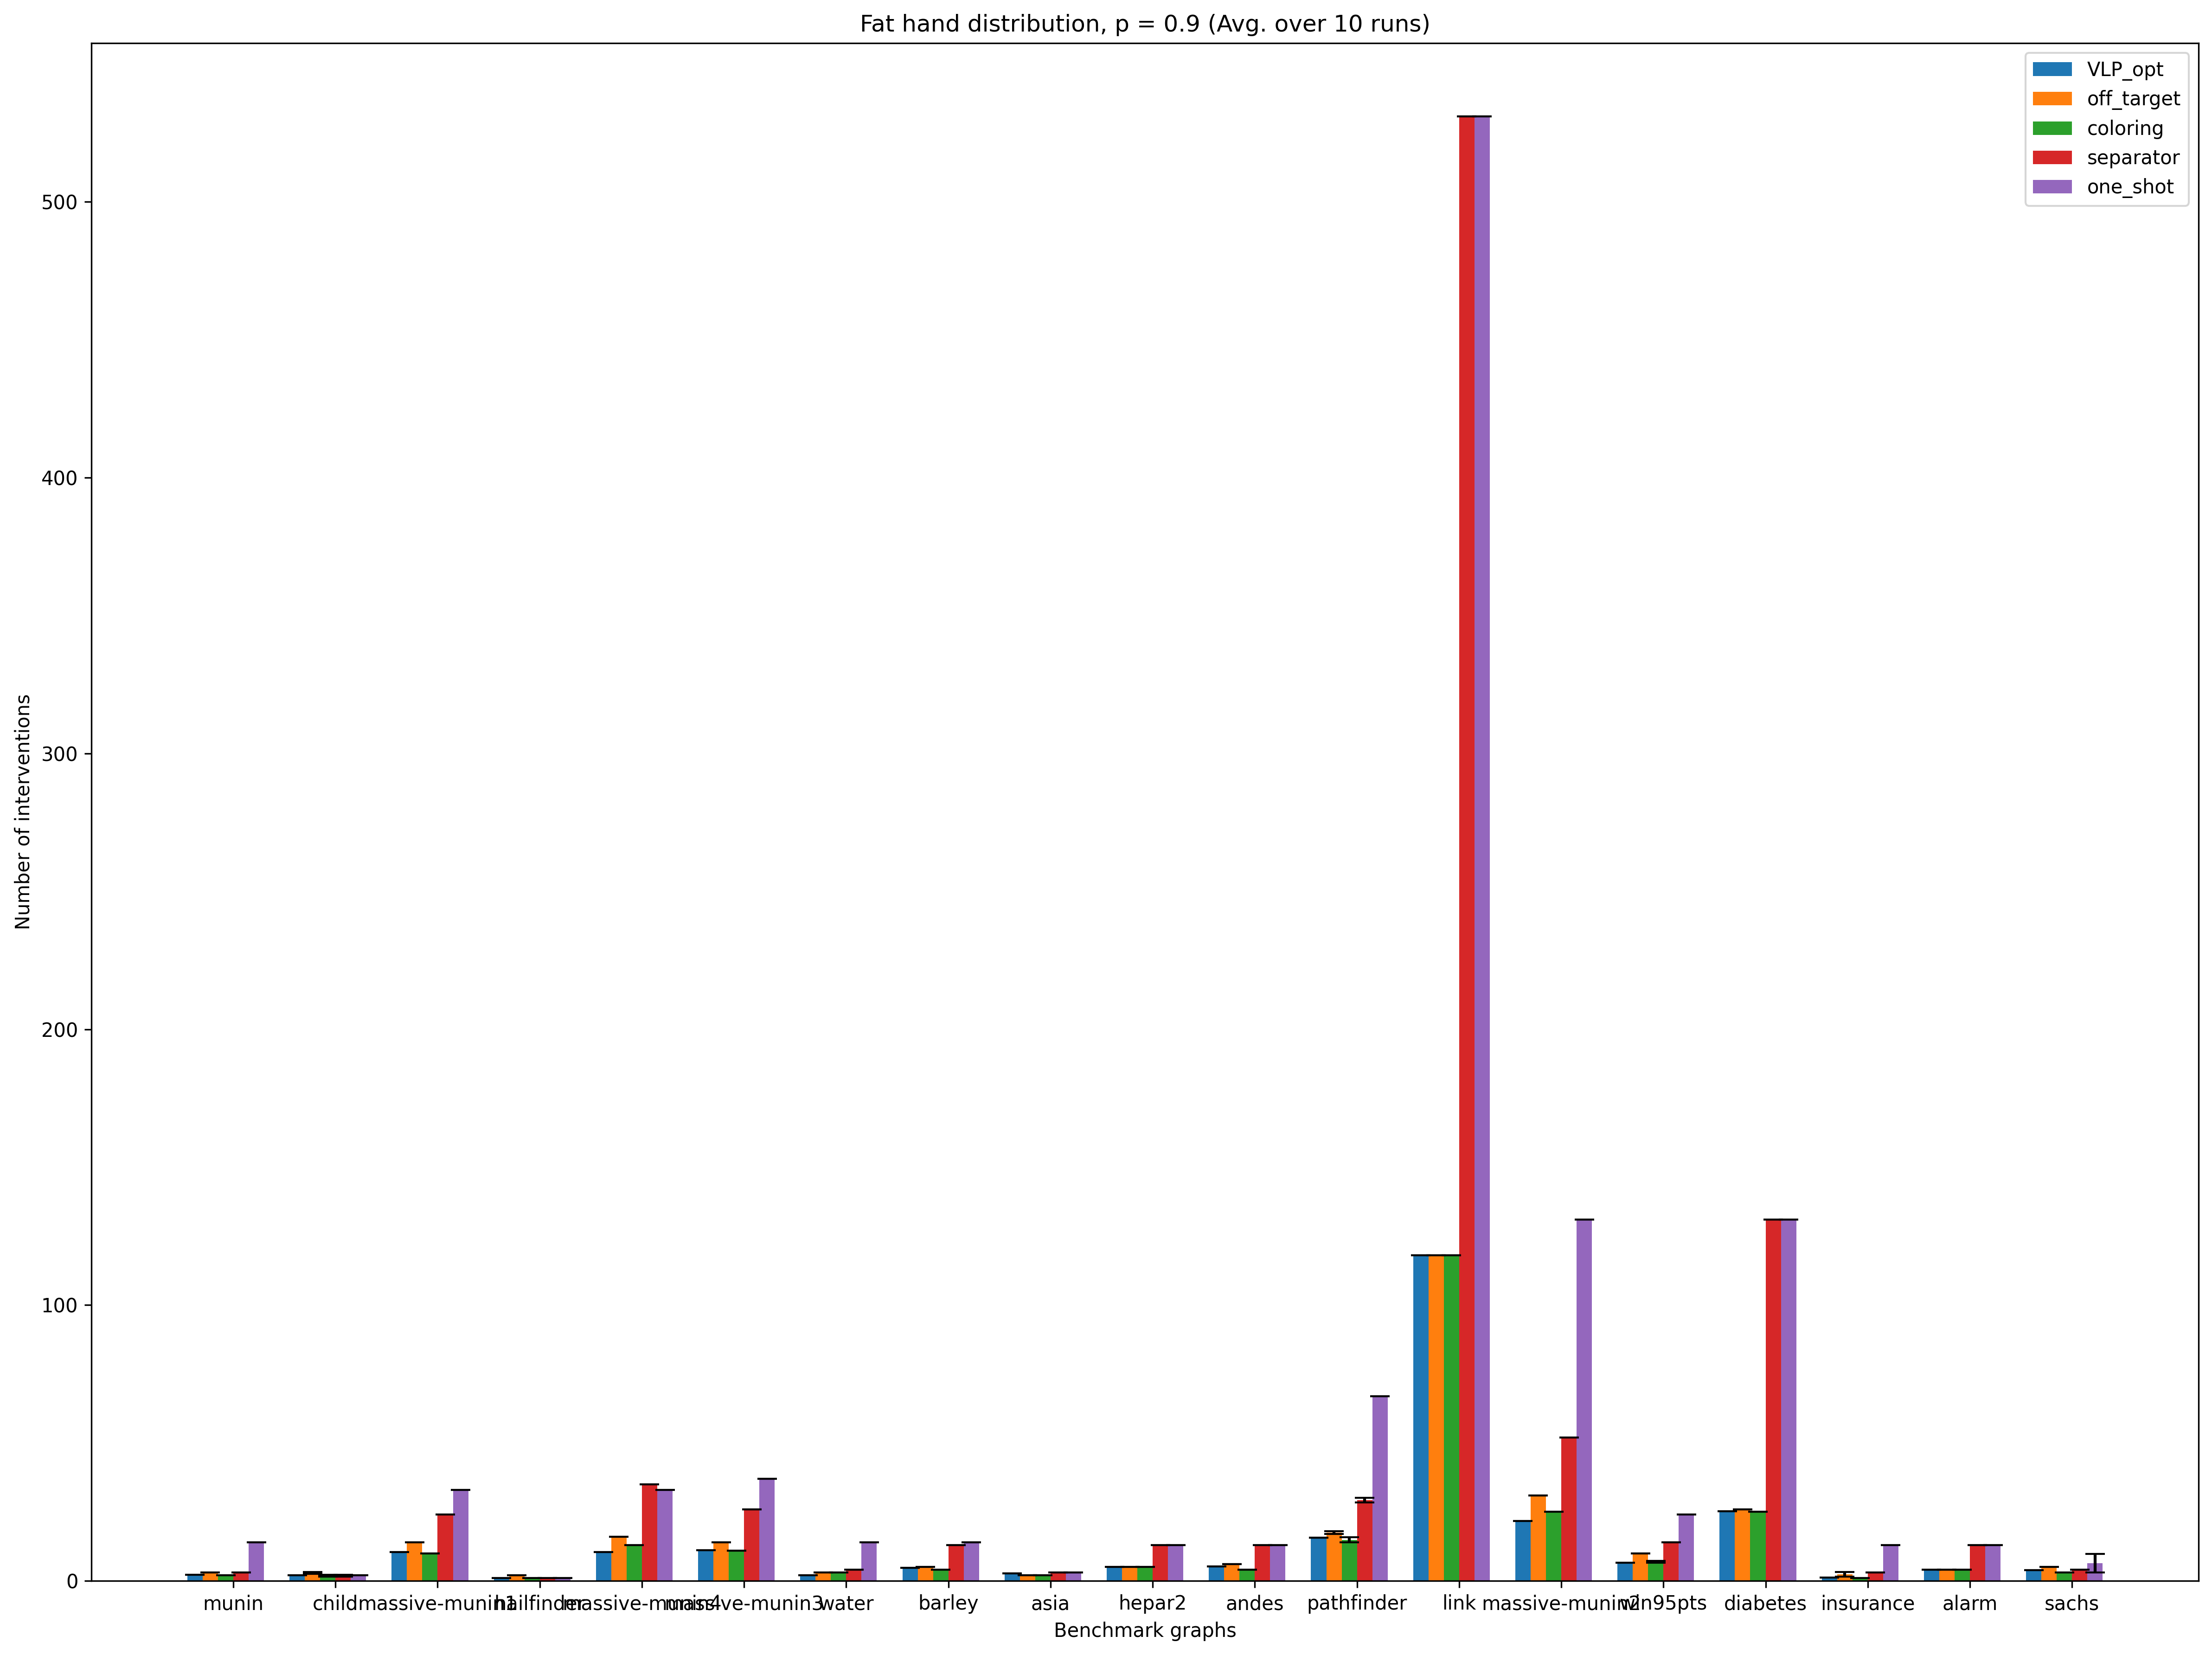 Fat hand distribution, p = 0.9 (Avg. over 10 runs)
VLP_opt
off_target
coloring
separator
one_shot
500
400
300
200
100
0
Number of interventions
munin child massive-munin1 hailfinder massive-munin4 massive-munin3 water barley asia hepar2 andes pathfinder link massive-munin2 win95pts diabetes insurance alarm sachs
Benchmark graphs